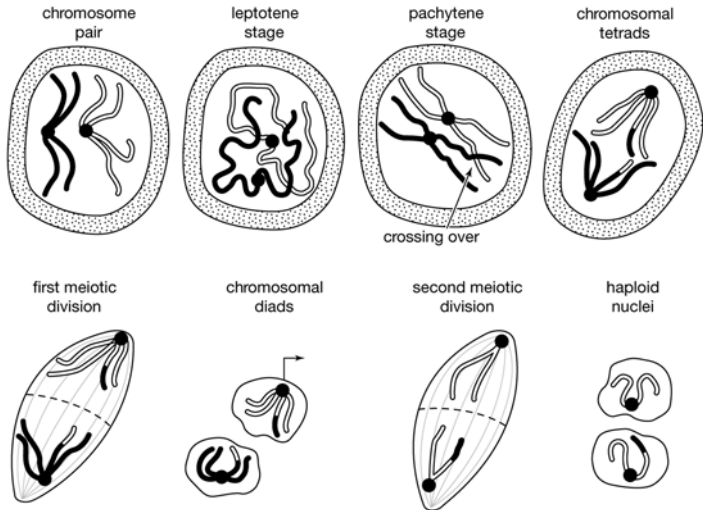 chromosome
pair
leptotene
stage
pachytene
stage
chromosomal
tetrads
crossing over
first meiotic
division
chromosomal
diads
second meiotic
division
haploid
nuclei